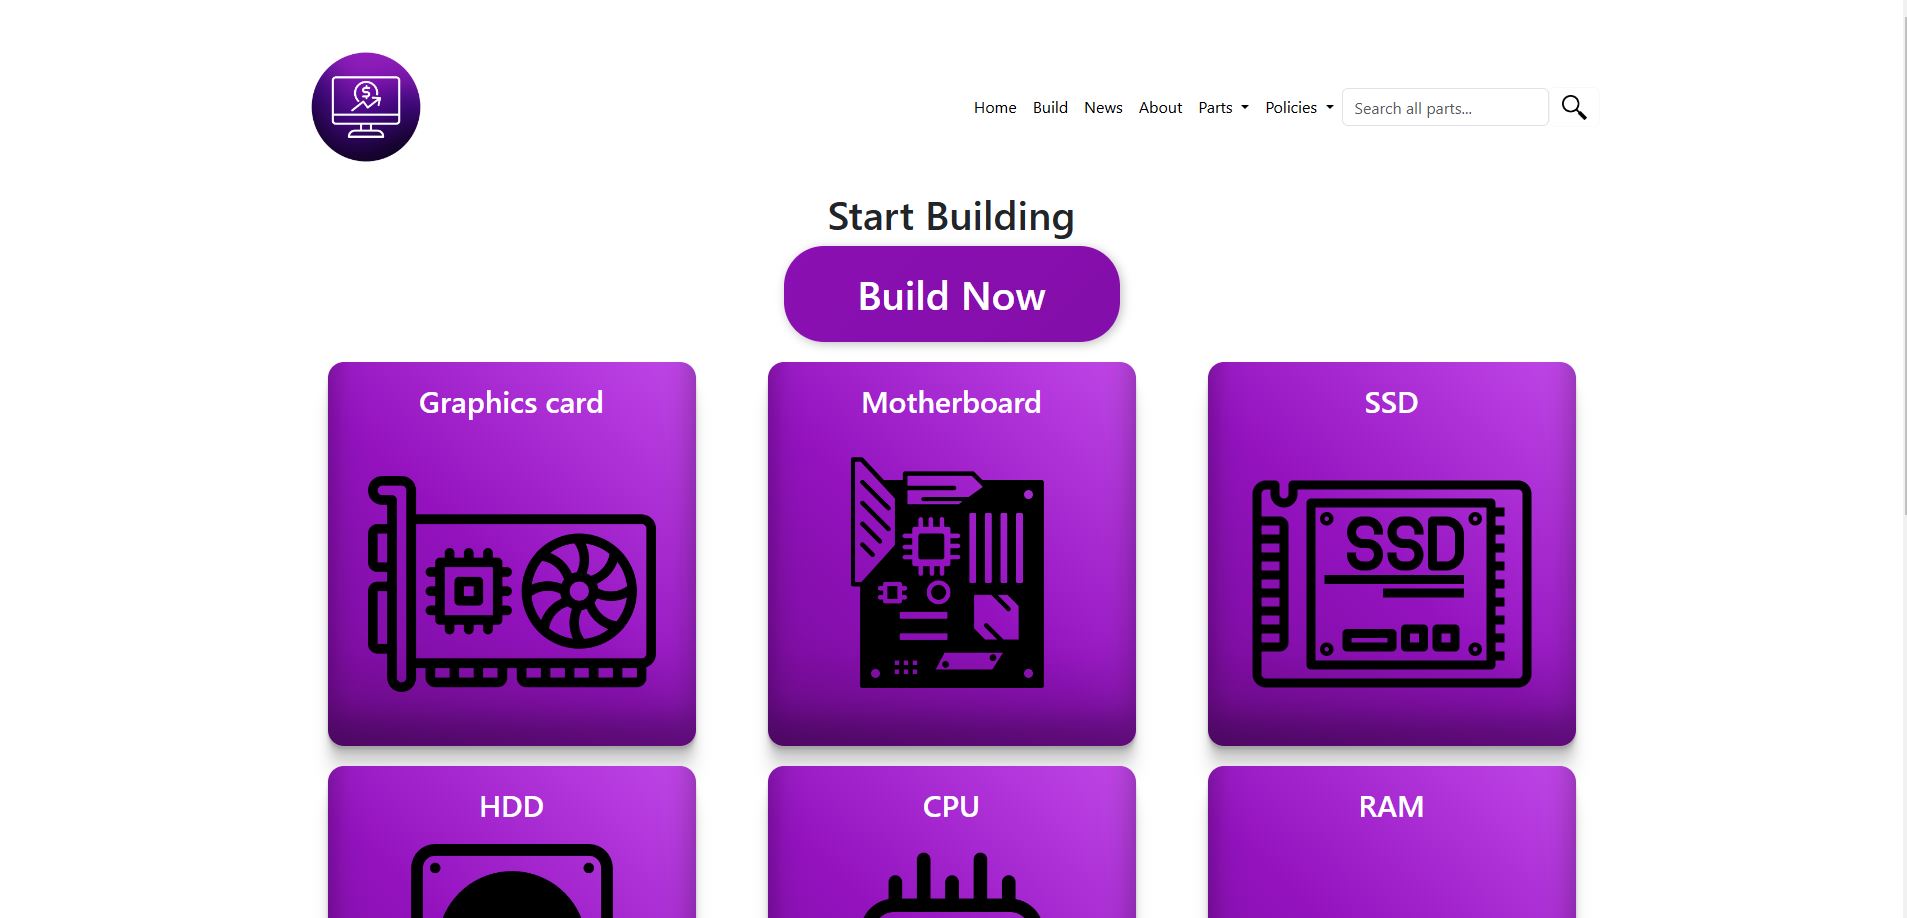 $
Home Build News About Parts Policies Search all parts...
Start Building
Build Now
Graphics card Motherboard SSD
SSD
HDD CPU RAM